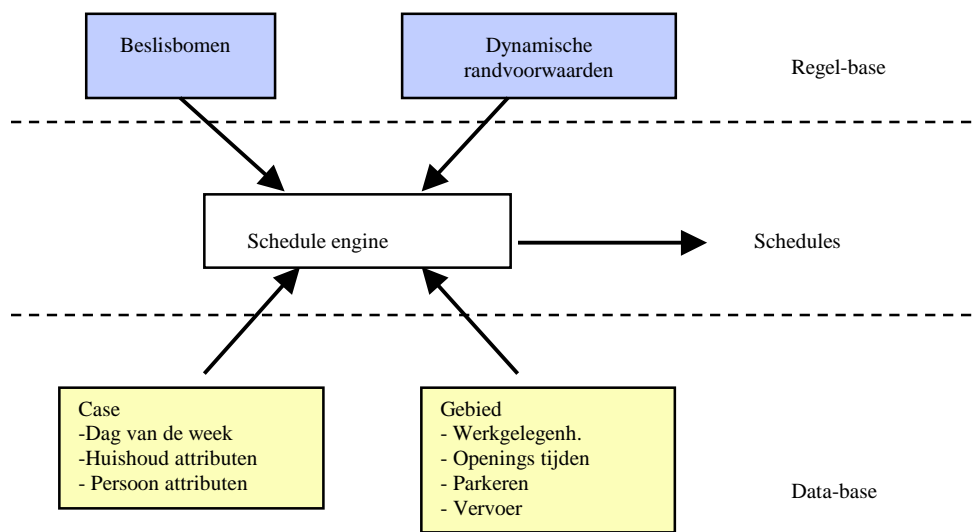 Beslisbomen
Dynamische
randvoorwaarden
Regel-base
Schedule engine
Schedules
Case
-Dag van de week
-Huishoud attributen
- Persoon attributen
Gebied
- Werkgelegenh.
- Openings tijden
- Parkeren
- Vervoer
Data-base